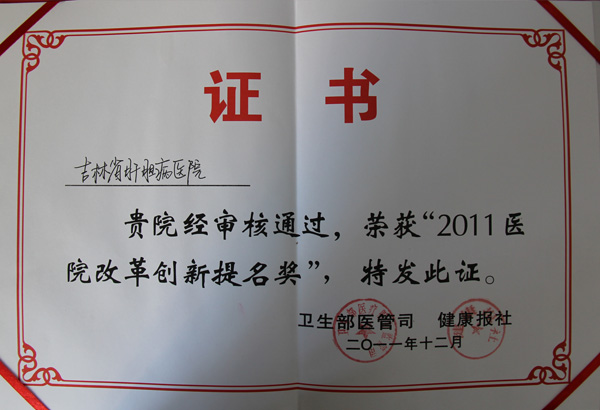 证书
吉林省肝胆病医院
贵院经审核通过，荣获“2011医
院改革创新提名奖”，特发此证。
卫生部医管司 健康报社
二〇一一年十二月